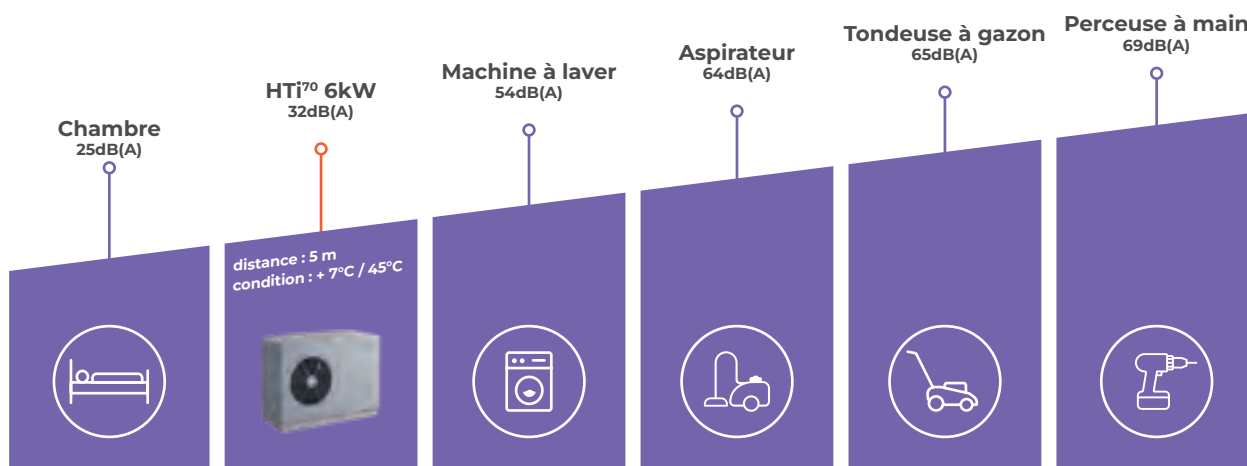 Chambre
25dB(A)
HTi⁷⁰ 6kW
32dB(A)
distance : 5 m
condition : + 7°C / 45°C
Machine à laver
54dB(A)
Aspirateur
64dB(A)
Tondeuse à gazon
65dB(A)
Perceuse à main
69dB(A)